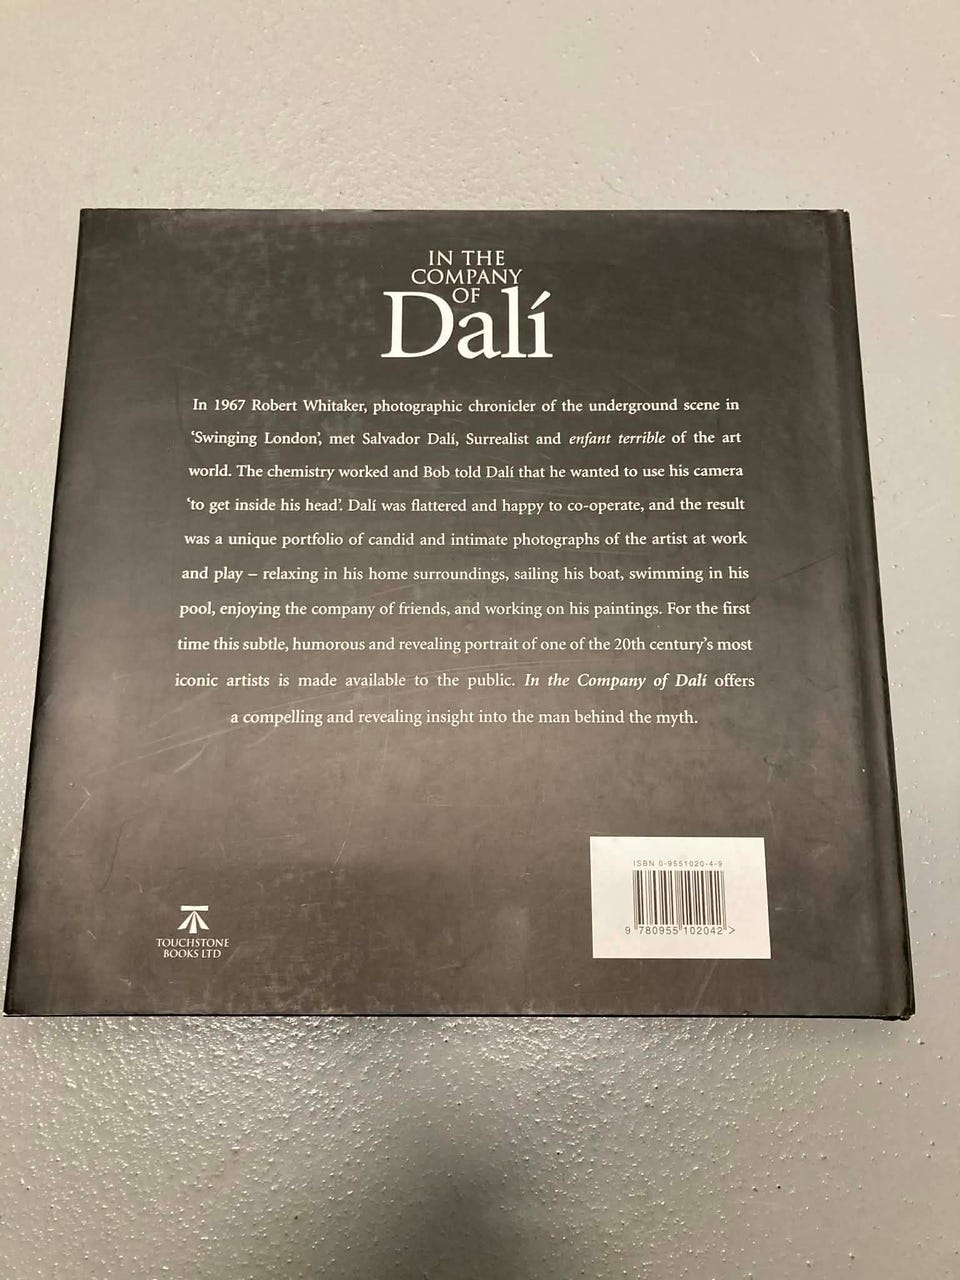 IN THE
COMPANY
OF
Dalí
In 1967 Robert Whitaker, photographic chronicler of the underground scene in
‘Swinging London’, met Salvador Dalí, Surrealist and enfant terrible of the art
world. The chemistry worked and Bob told Dalí that he wanted to use his camera
‘to get inside his head’. Dalí was flattered and happy to co-operate, and the result
was a unique portfolio of candid and intimate photographs of the artist at work
and play – relaxing in his home surroundings, sailing his boat, swimming in his
pool, enjoying the company of friends, and working on his paintings. For the first
time this subtle, humorous and revealing portrait of one of the 20th century’s most
iconic artists is made available to the public. In the Company of Dalí offers
a compelling and revealing insight into the man behind the myth.
ISBN 0-9551020-4-9
9 780955 102042 >
TOUCHSTONE
BOOKS LTD